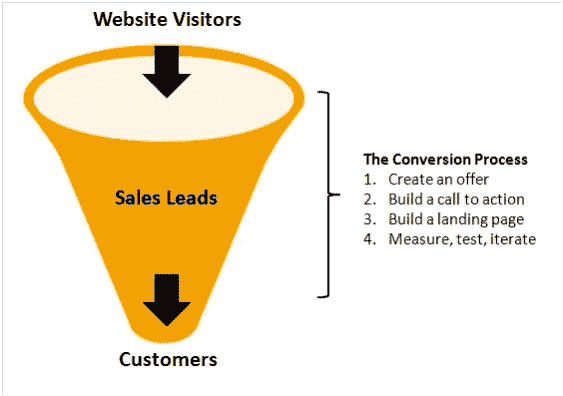 Website Visitors
Sales Leads
Customers
The Conversion Process
1. Create an offer
2. Build a call to action
3. Build a landing page
4. Measure, test, iterate